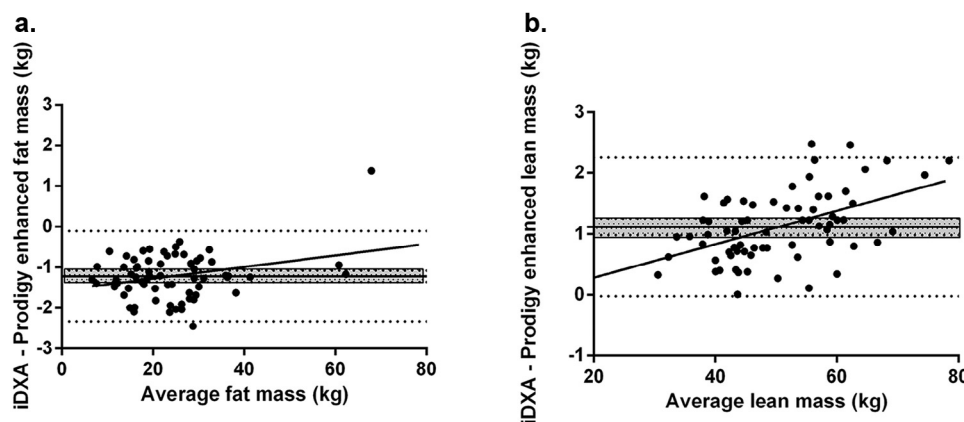 a.
iDXA - Prodigy enhanced fat mass (kg)
3
2
1
0
-1
-2
-3
0 20 40 60 80
Average fat mass (kg)
b.
iDXA - Prodigy enhanced lean mass (kg)
3
2
1
0
-1
20 40 60 80
Average lean mass (kg)